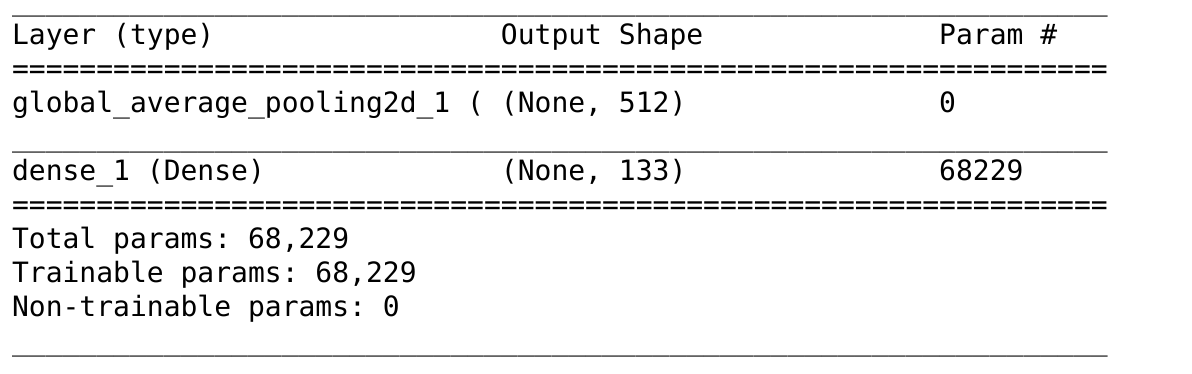 _________________________________________________________________
Layer (type)                 Output Shape              Param #
=================================================================
global_average_pooling2d_1 ( (None, 512)               0
_________________________________________________________________
dense_1 (Dense)              (None, 133)               68229
=================================================================
Total params: 68,229
Trainable params: 68,229
Non-trainable params: 0
_________________________________________________________________